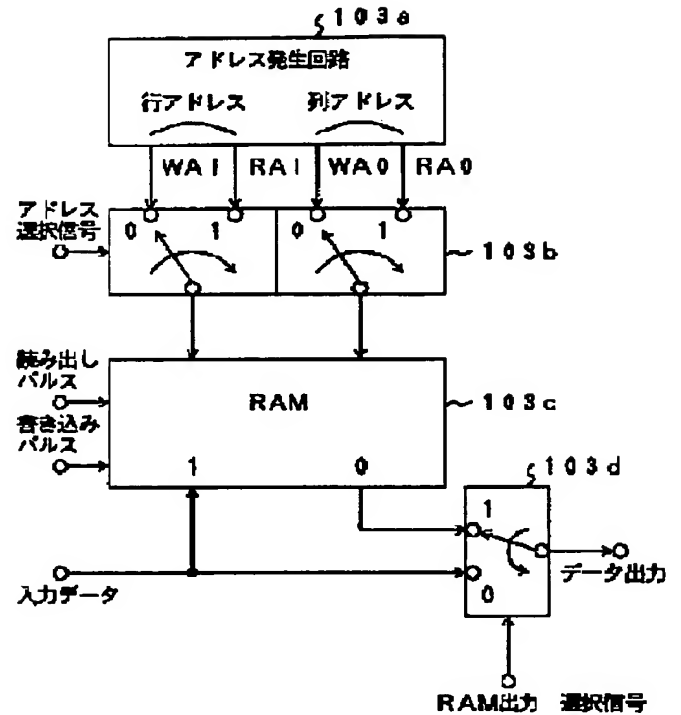 103a
アドレス発生回路
行アドレス 列アドレス
WA1 RA1 WA0 RA0
アドレス
選択信号
0 1 0 1
103b
読み出し
パルス
RAM
103c
書き込み
パルス
1 0
103d
1
データ出力
入力データ
0
RAM出力 選択信号